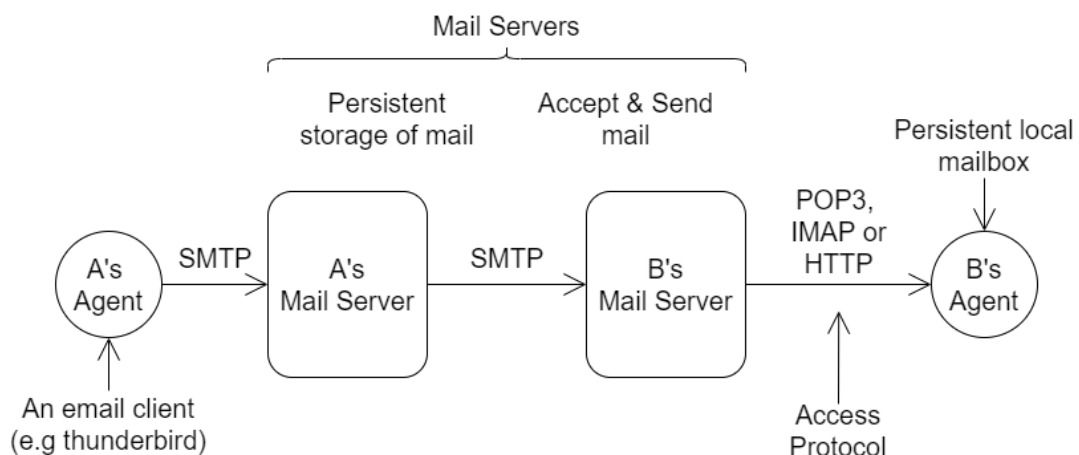 Mail Servers
Persistent
storage of mail
Accept & Send
mail
Persistent local
mailbox
A's
Agent
SMTP
A's
Mail Server
SMTP
B's
Mail Server
POP3,
IMAP or
HTTP
B's
Agent
An email client
(e.g thunderbird)
Access
Protocol